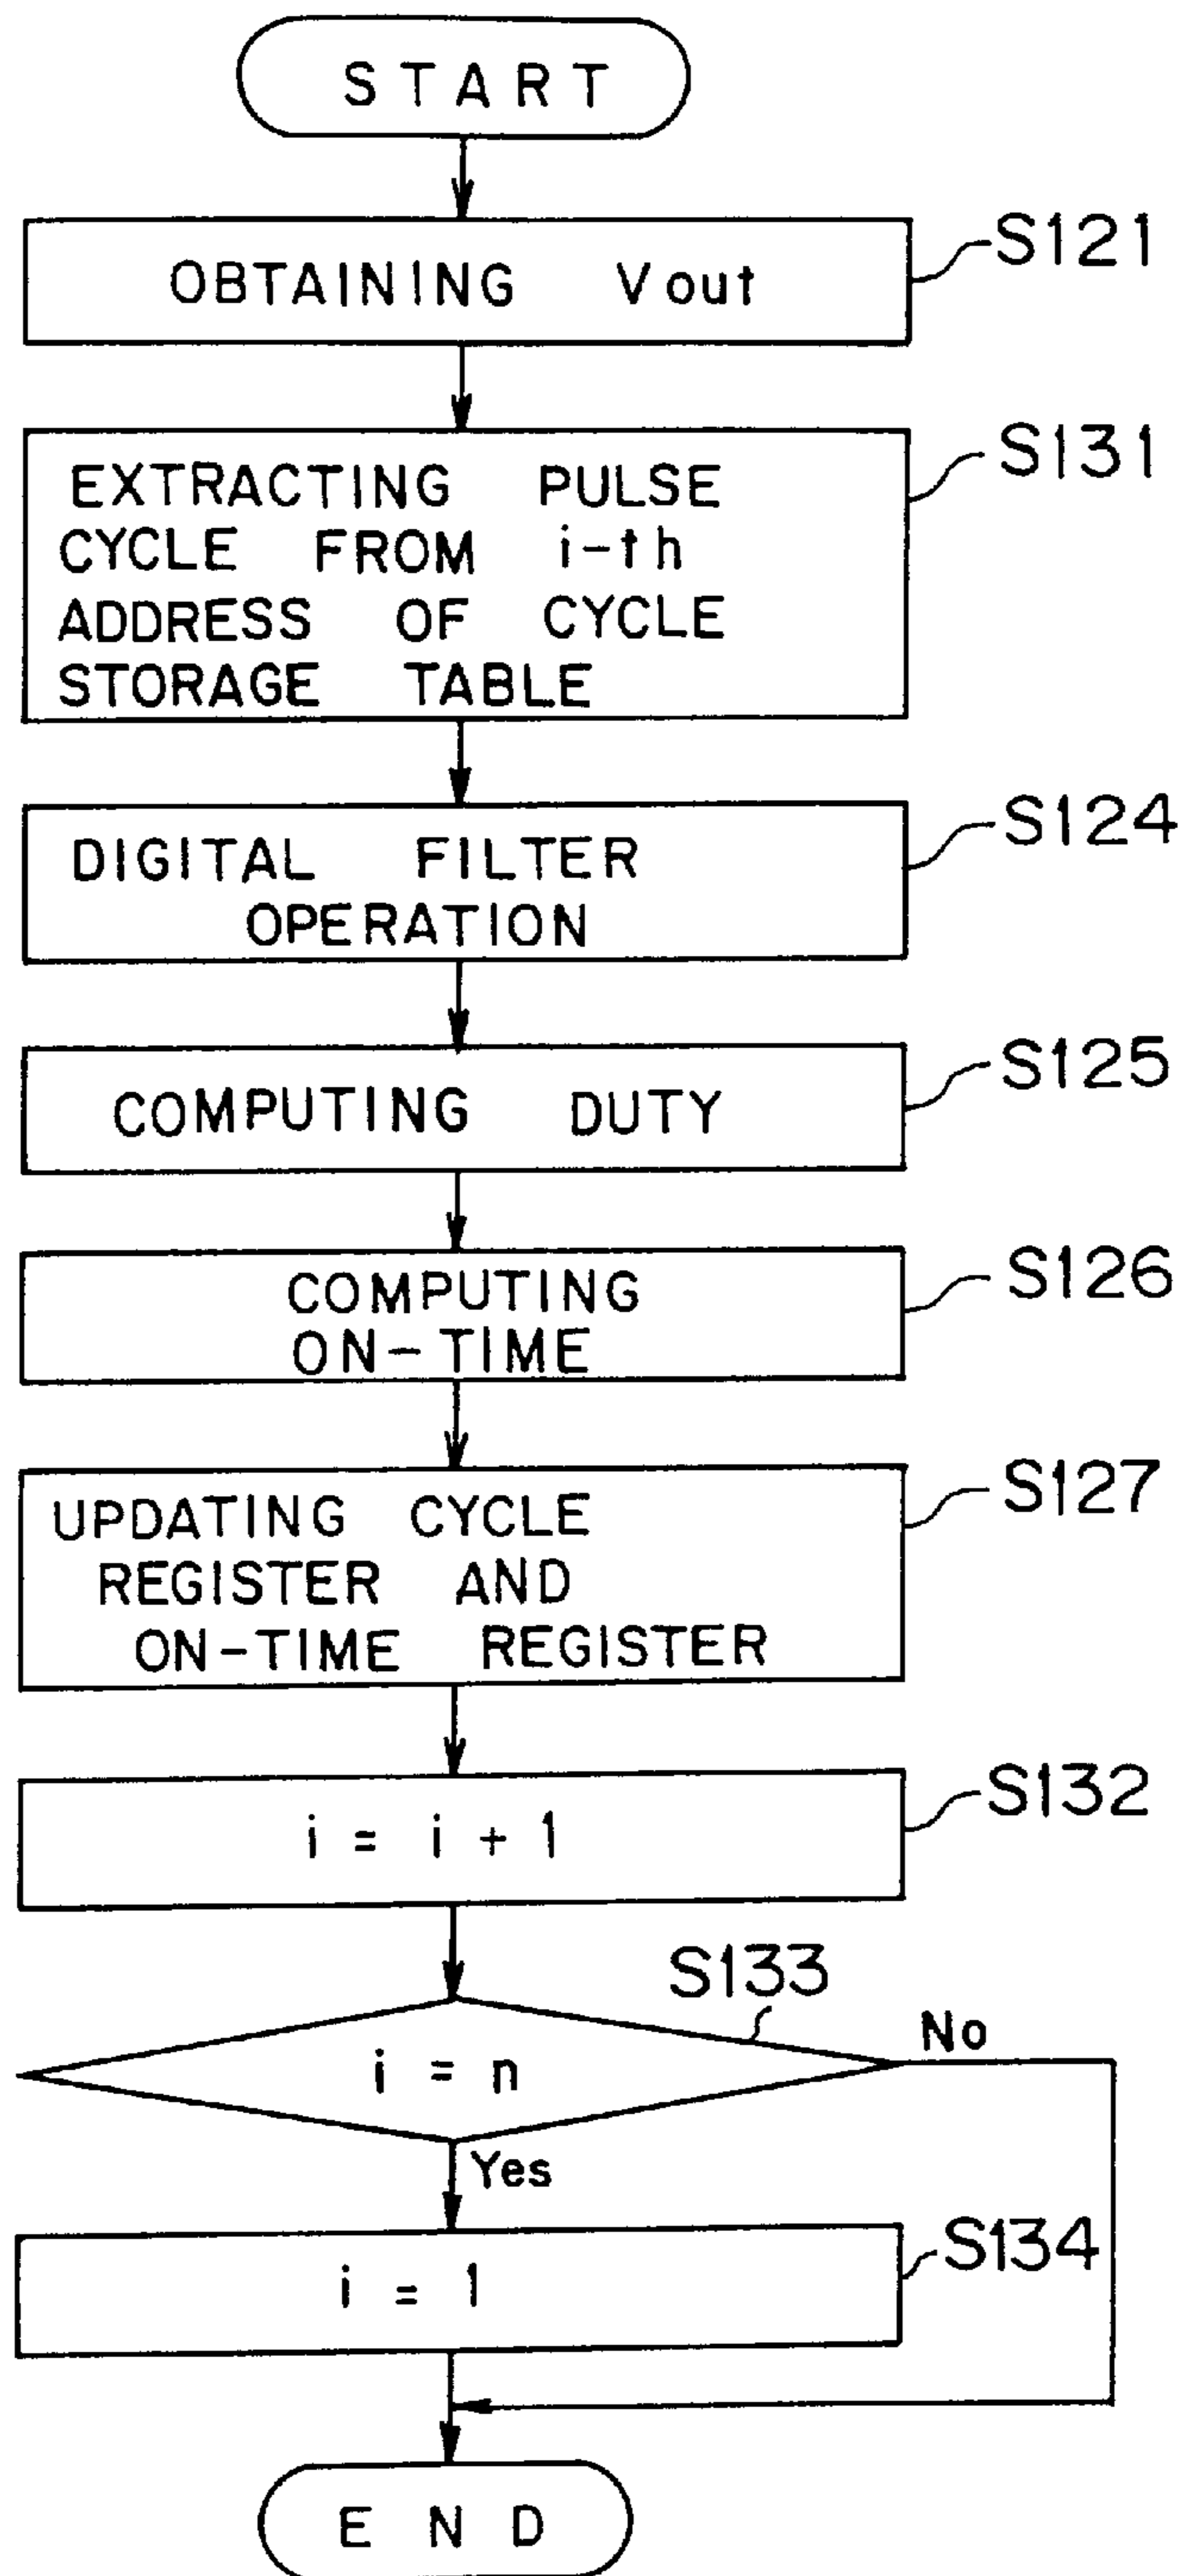 START
OBTAINING Vout
S121
EXTRACTING PULSE
CYCLE FROM i-th
ADDRESS OF CYCLE
STORAGE TABLE
S131
DIGITAL FILTER
OPERATION
S124
COMPUTING DUTY
S125
COMPUTING
ON-TIME
S126
UPDATING CYCLE
REGISTER AND
ON-TIME REGISTER
S127
i = i + 1
S132
S133
i = n
No
Yes
i = 1
S134
END